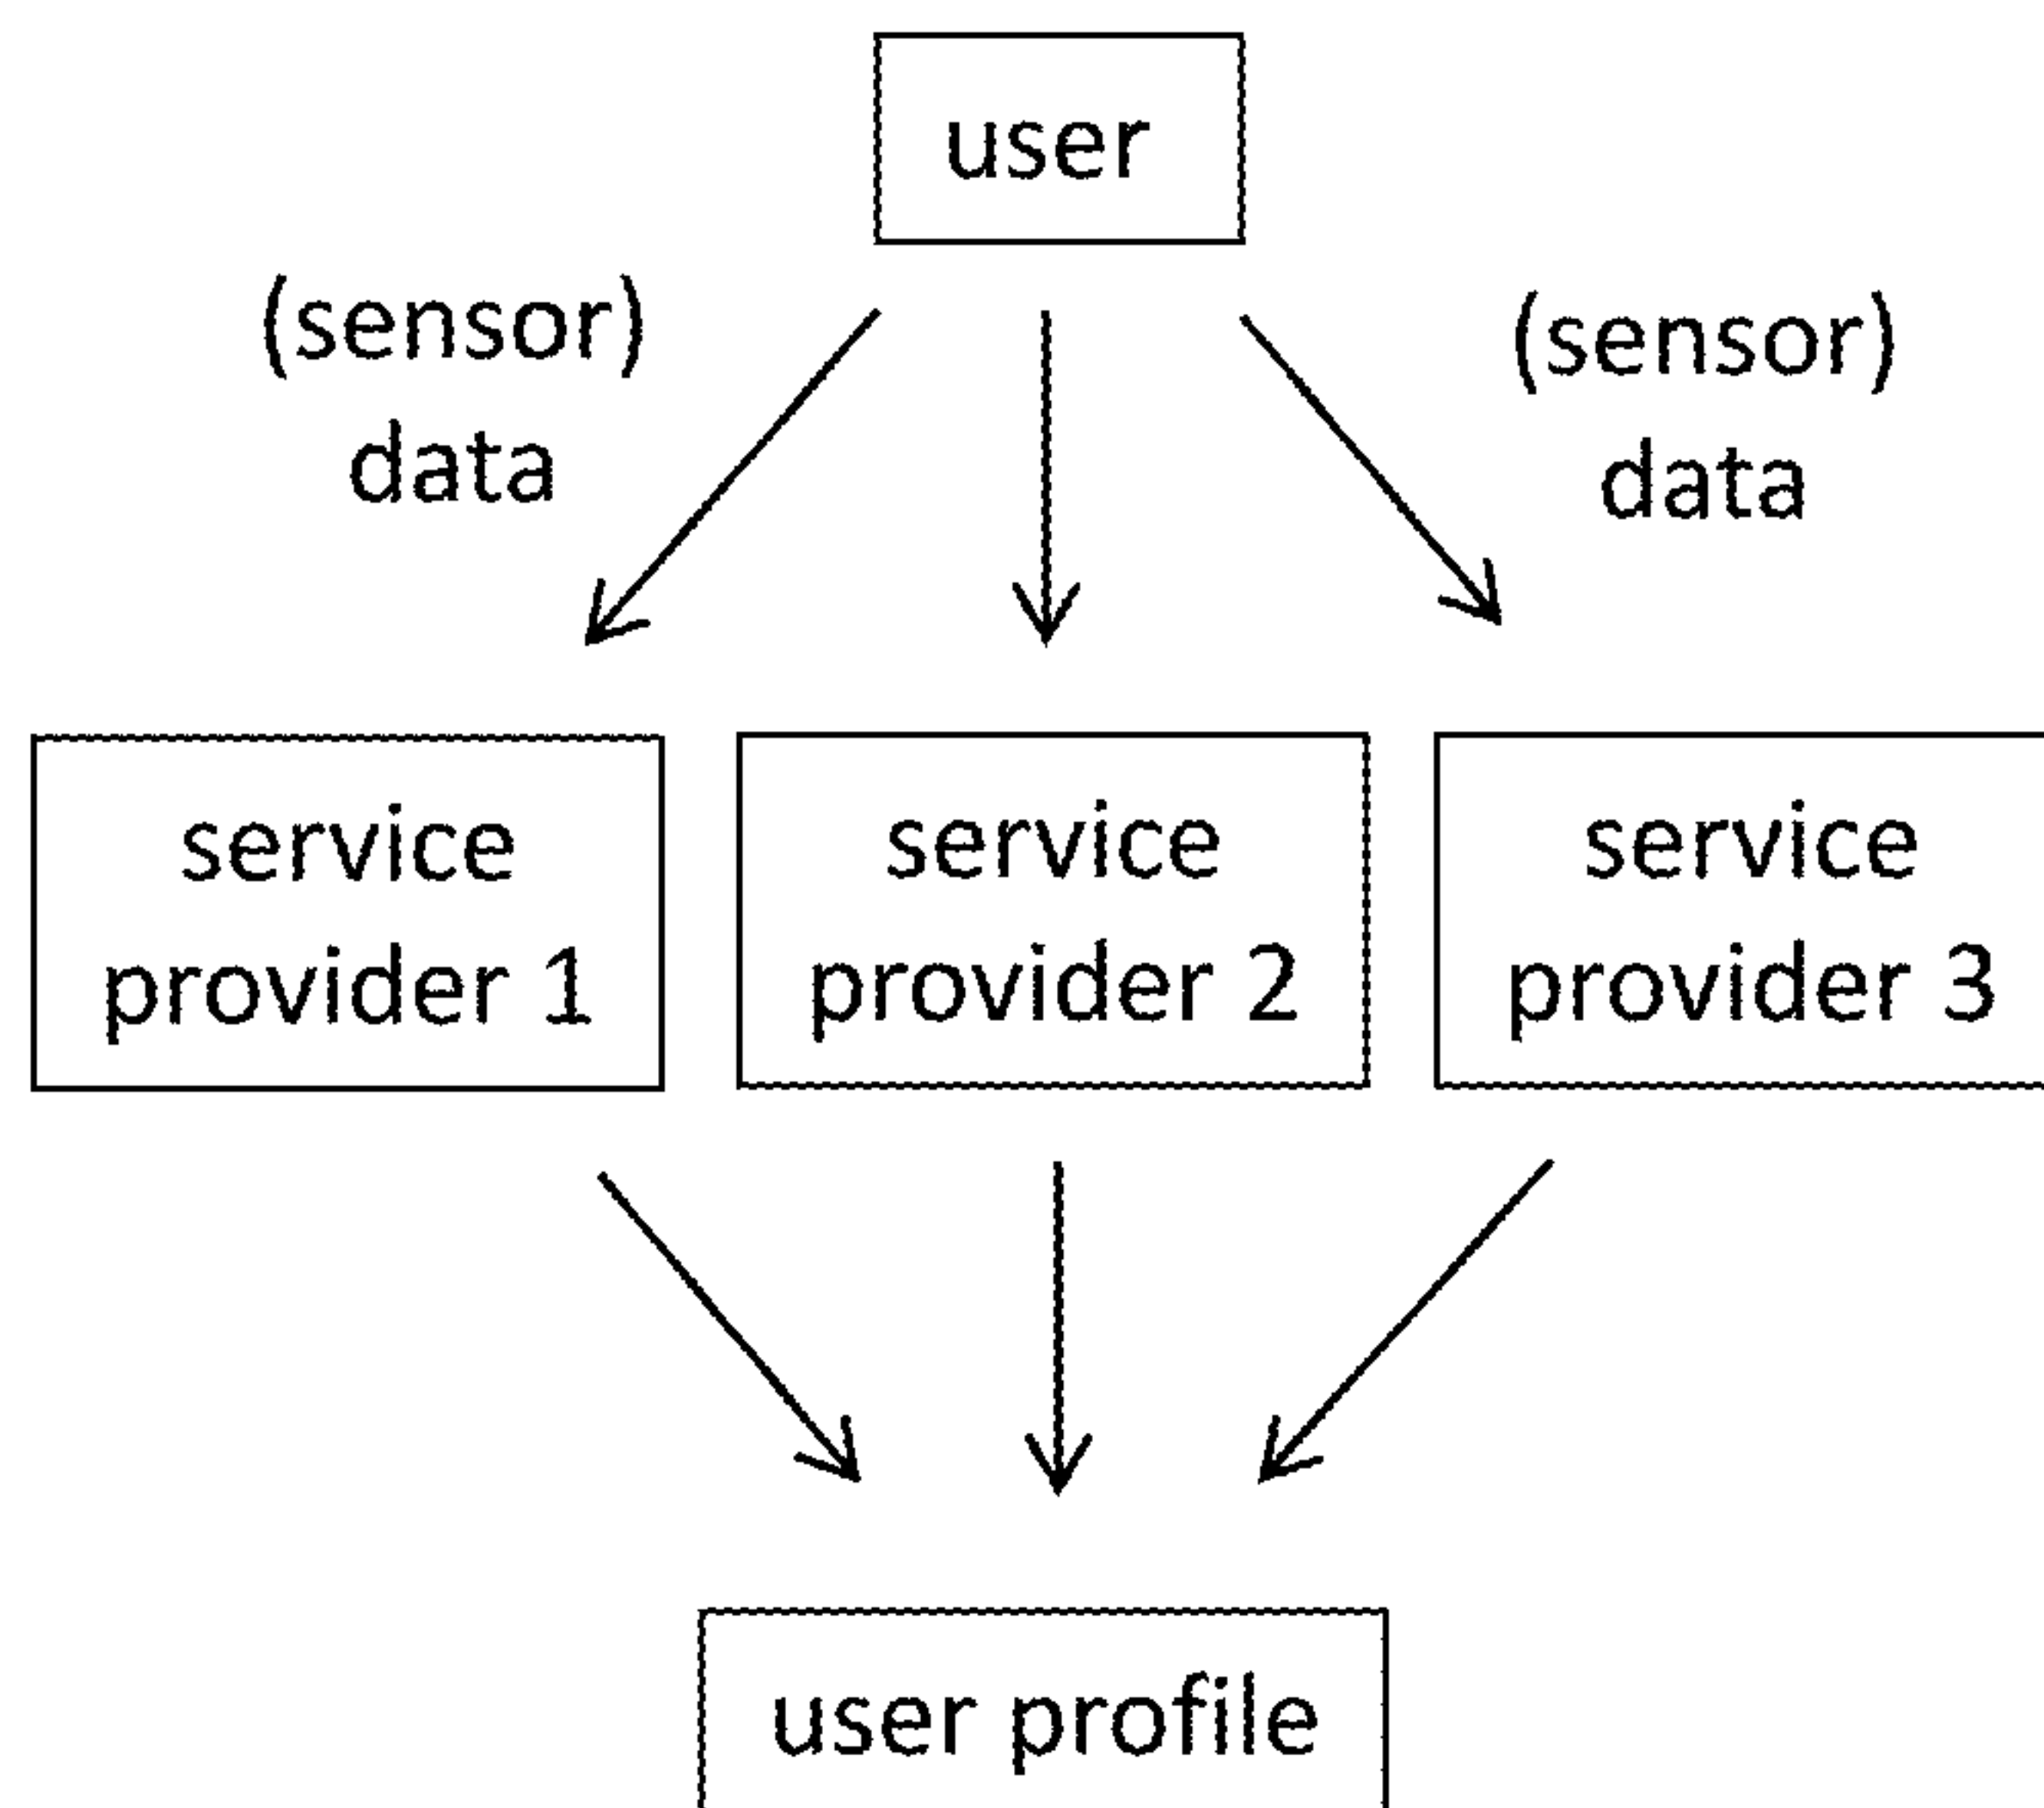 user
(sensor)
data
(sensor)
data
service
provider 1
service
provider 2
service
provider 3
user profile